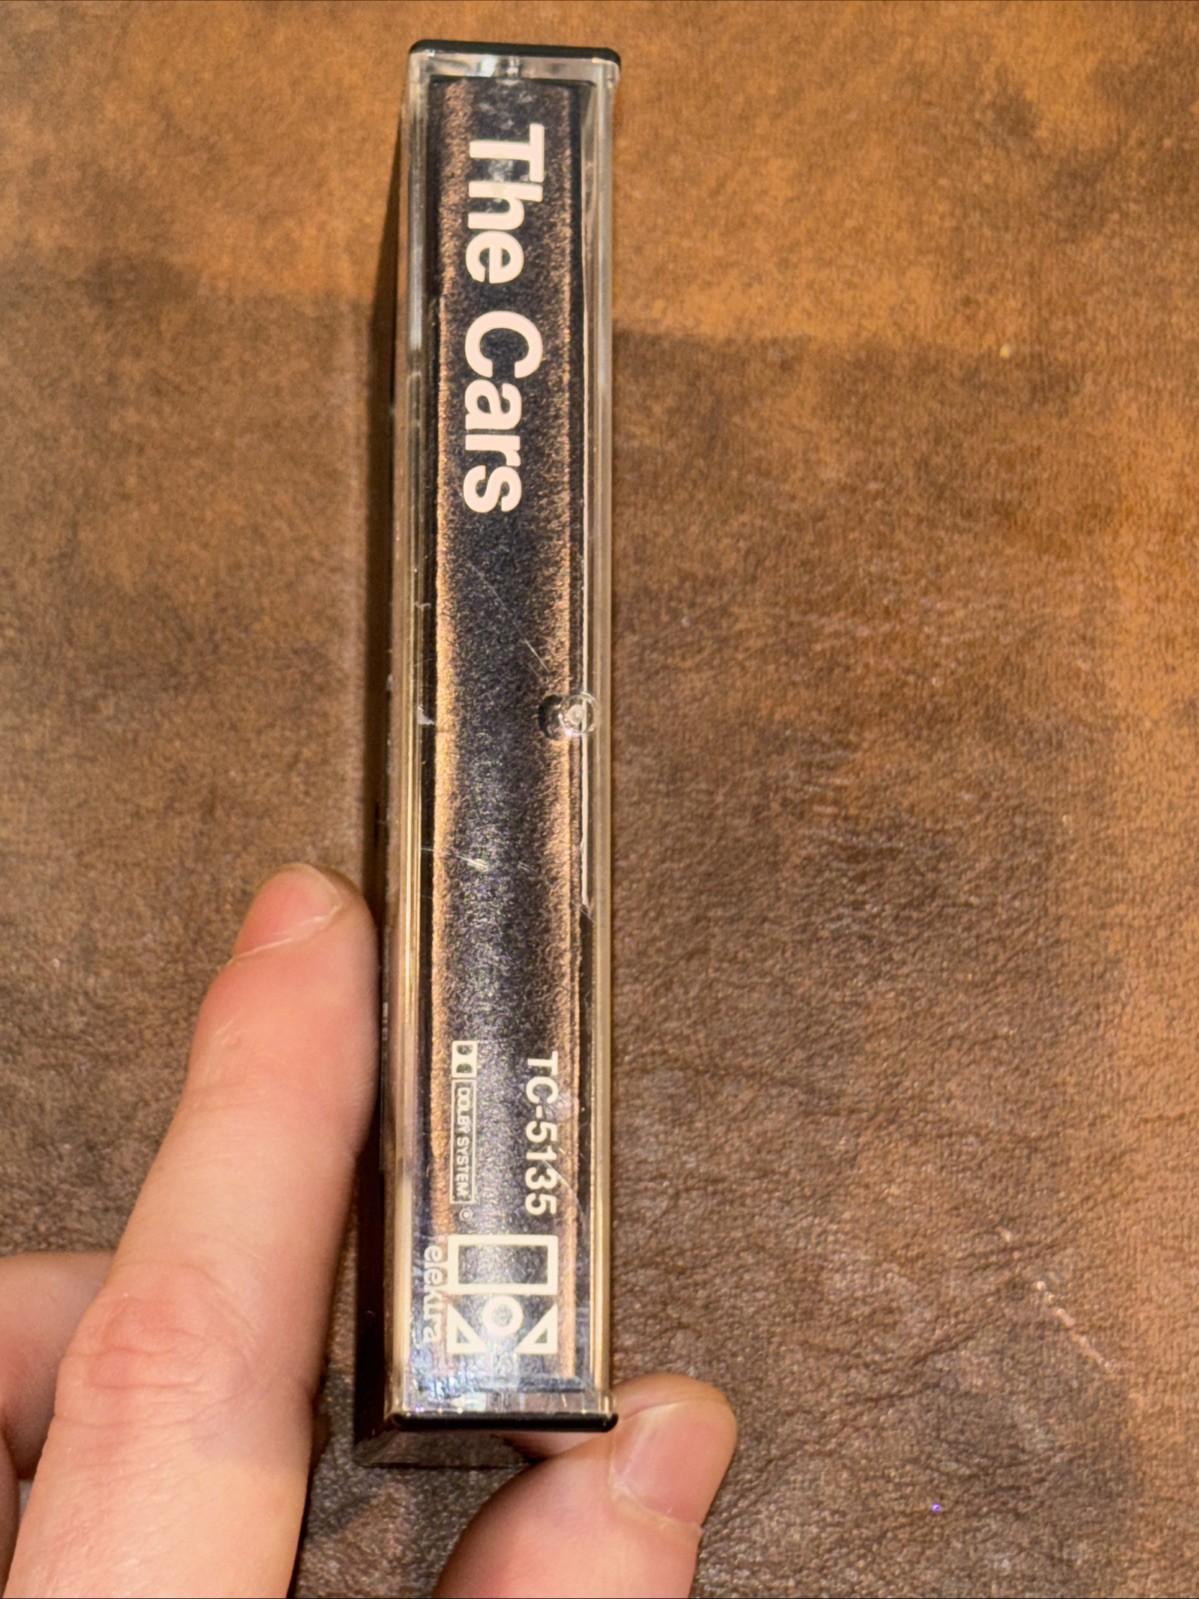 The Cars
TC-5135
DOLBY SYSTEM
elektra